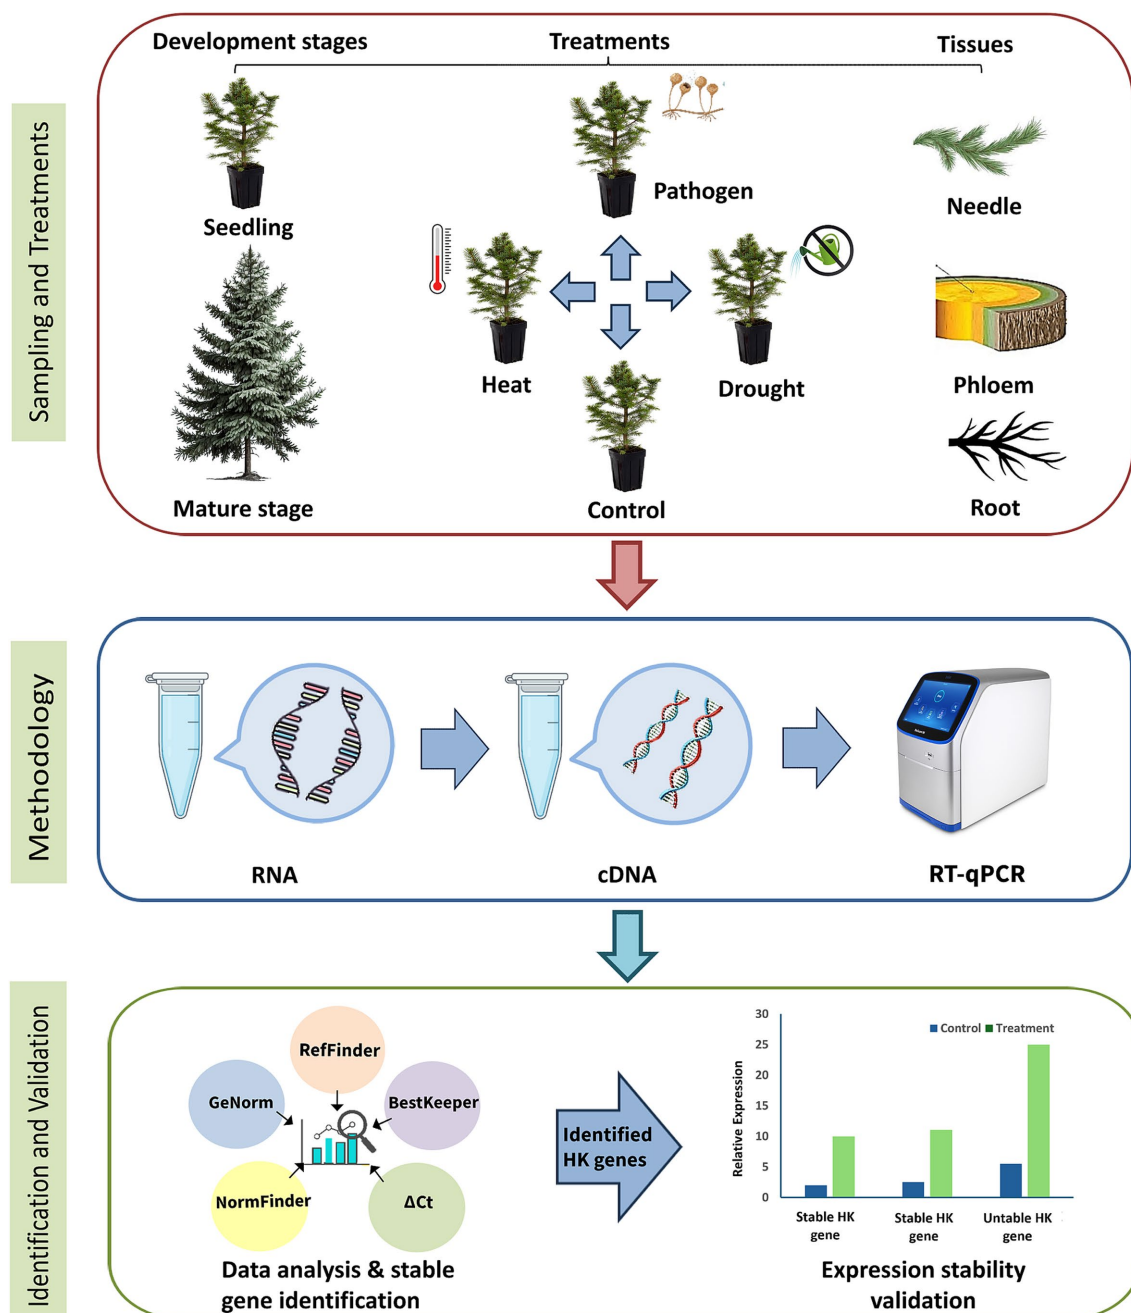 Sampling and Treatments
Development stages
Treatments
Tissues
Seedling
Mature stage
Pathogen
Heat
Drought
Control
Needle
Phloem
Root
Methodology
RNA
cDNA
RT-qPCR
Identification and Validation
RefFinder
GeNorm
BestKeeper
NormFinder
ΔCt
Data analysis & stable
gene identification
Identified
HK genes
Relative Expression
30
25
20
15
10
5
0
Control
Treatment
Stable HK
gene
Stable HK
gene
Untable HK
gene
Expression stability
validation